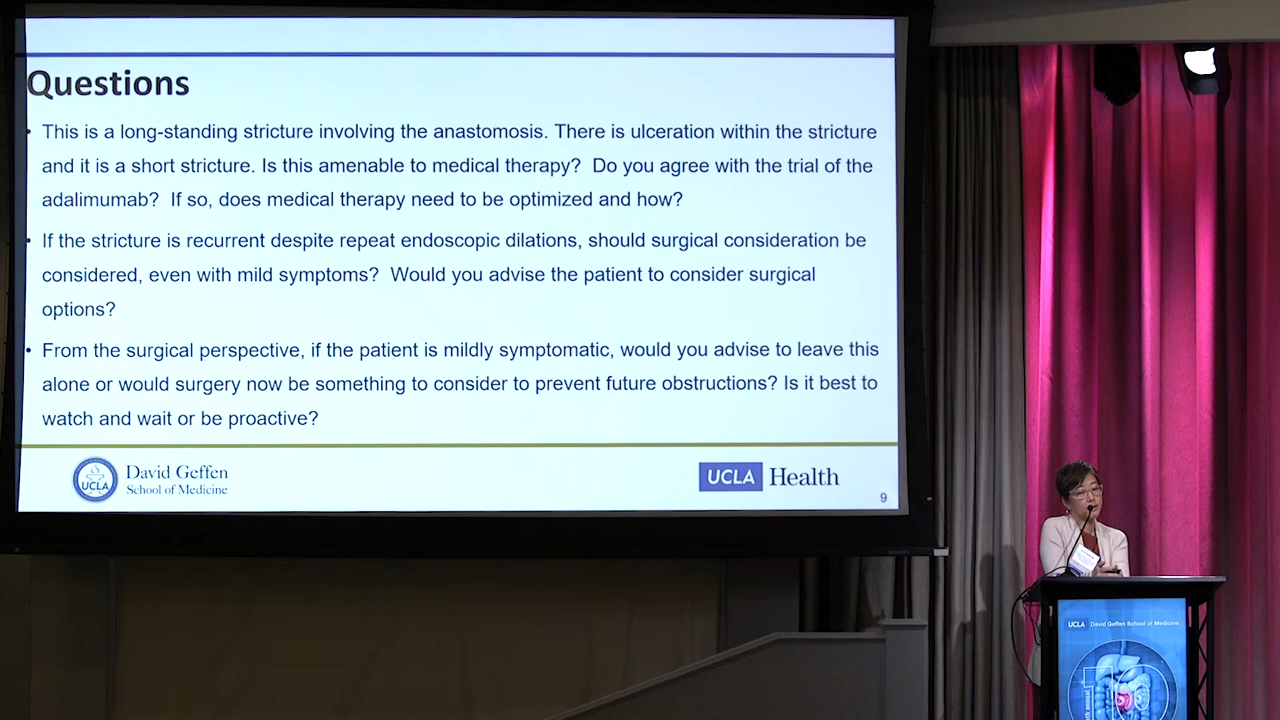 Questions
• This is a long-standing stricture involving the anastomosis. There is ulceration within the stricture
and it is a short stricture. Is this amenable to medical therapy?  Do you agree with the trial of the
adalimumab?  If so, does medical therapy need to be optimized and how?
• If the stricture is recurrent despite repeat endoscopic dilations, should surgical consideration be
considered, even with mild symptoms?  Would you advise the patient to consider surgical
options?
• From the surgical perspective, if the patient is mildly symptomatic, would you advise to leave this
alone or would surgery now be something to consider to prevent future obstructions? Is it best to
watch and wait or be proactive?
UCLA
David Geffen
School of Medicine
UCLA Health
9
UCLA David Geffen School of Medicine
annual